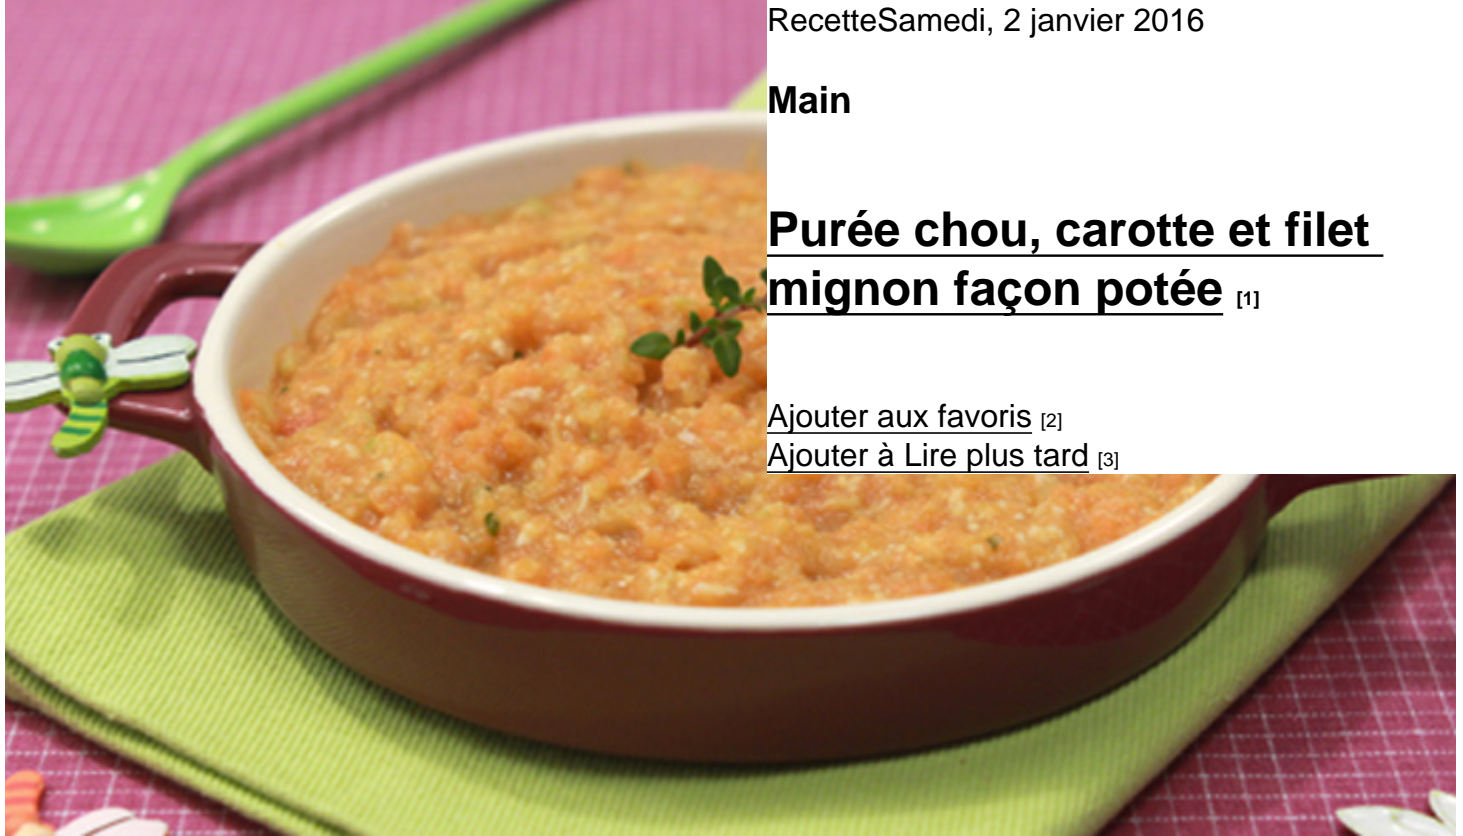 RecetteSamedi, 2 janvier 2016
Main
Purée chou, carotte et filet
mignon façon potée [1]
Ajouter aux favoris [2]
Ajouter à Lire plus tard [3]